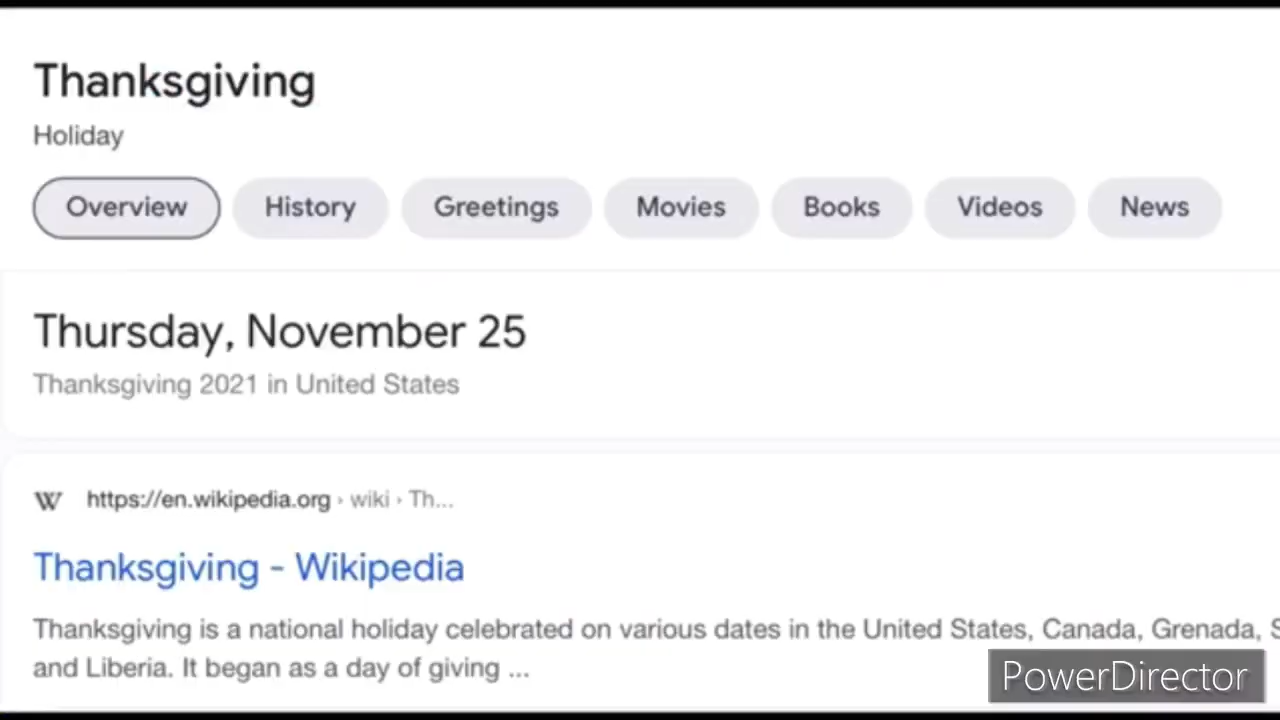 Thanksgiving
Holiday
Overview History Greetings Movies Books Videos News
Thursday, November 25
Thanksgiving 2021 in United States
W https://en.wikipedia.org › wiki › Th...
Thanksgiving - Wikipedia
Thanksgiving is a national holiday celebrated on various dates in the United States, Canada, Grenada, S
and Liberia. It began as a day of giving ...
PowerDirector